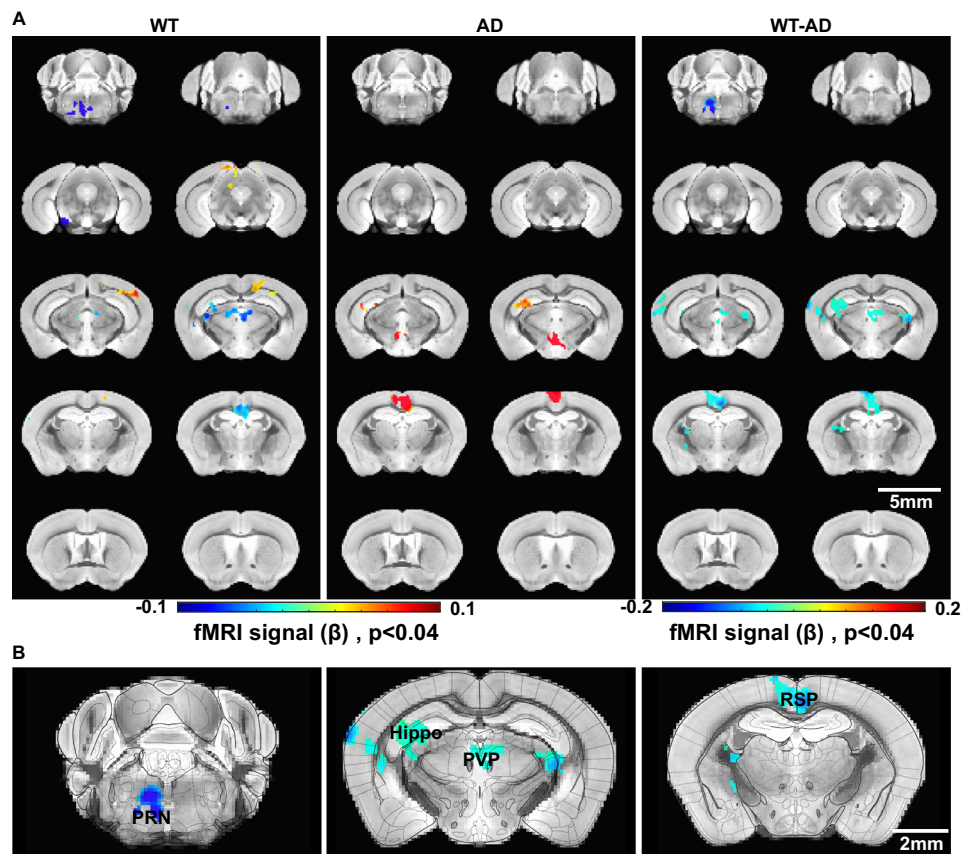 A
WT
AD
WT-AD
5mm
-0.1
0.1
-0.2
0.2
fMRI signal (β) , p<0.04
fMRI signal (β) , p<0.04
B
Hippo
PVP
PRN
RSP
2mm